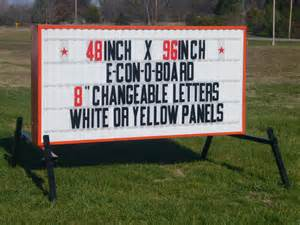 48INCH X 96INCH
E-CON-O-BOARD
8" CHANGEABLE LETTERS
WHITE OR YELLOW PANELS